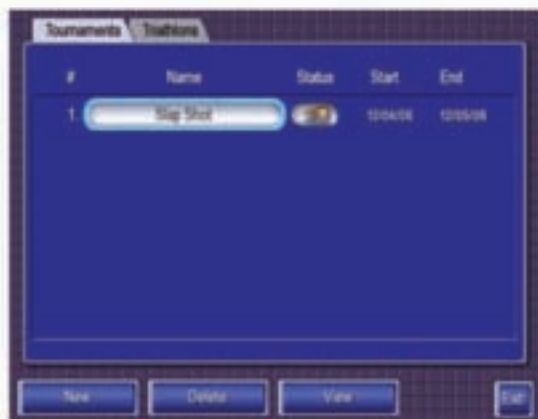 Tournaments Triathlons
# Name Status Start End
1 Slap Shot 12/04/06 12/05/06
New Delete View Exit